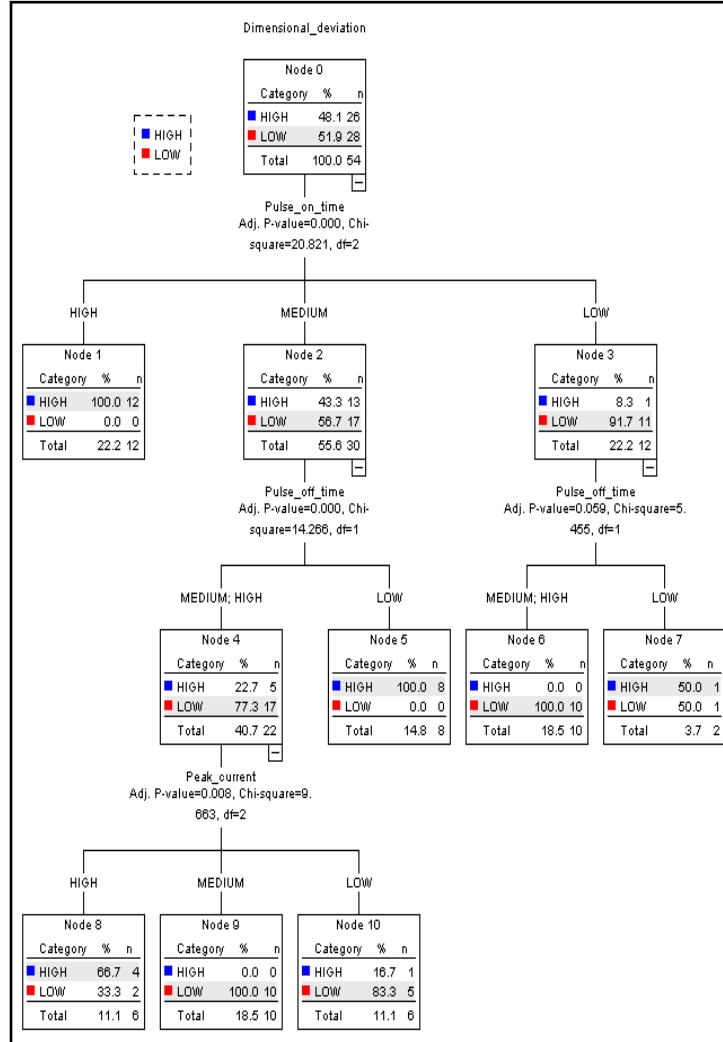 Dimensional_deviation
Node 0
Category % n
HIGH 48.1 26
LOW 51.9 28
Total 100.0 54
HIGH
LOW
Pulse_on_time
Adj. P-value=0.000, Chi-
square=20.821, df=2
HIGH
MEDIUM
LOW
Node 1
Category % n
HIGH 100.0 12
LOW 0.0 0
Total 22.2 12
Node 2
Category % n
HIGH 43.3 13
LOW 56.7 17
Total 55.6 30
Node 3
Category % n
HIGH 8.3 1
LOW 91.7 11
Total 22.2 12
Pulse_off_time
Adj. P-value=0.000, Chi-
square=14.266, df=1
Pulse_off_time
Adj. P-value=0.059, Chi-square=5.
455, df=1
MEDIUM; HIGH
LOW
MEDIUM; HIGH
LOW
Node 4
Category % n
HIGH 22.7 5
LOW 77.3 17
Total 40.7 22
Node 5
Category % n
HIGH 100.0 8
LOW 0.0 0
Total 14.8 8
Node 6
Category % n
HIGH 0.0 0
LOW 100.0 10
Total 18.5 10
Node 7
Category % n
HIGH 50.0 1
LOW 50.0 1
Total 3.7 2
Peak_current
Adj. P-value=0.008, Chi-square=9.
663, df=2
HIGH
MEDIUM
LOW
Node 8
Category % n
HIGH 66.7 4
LOW 33.3 2
Total 11.1 6
Node 9
Category % n
HIGH 0.0 0
LOW 100.0 10
Total 18.5 10
Node 10
Category % n
HIGH 16.7 1
LOW 83.3 5
Total 11.1 6